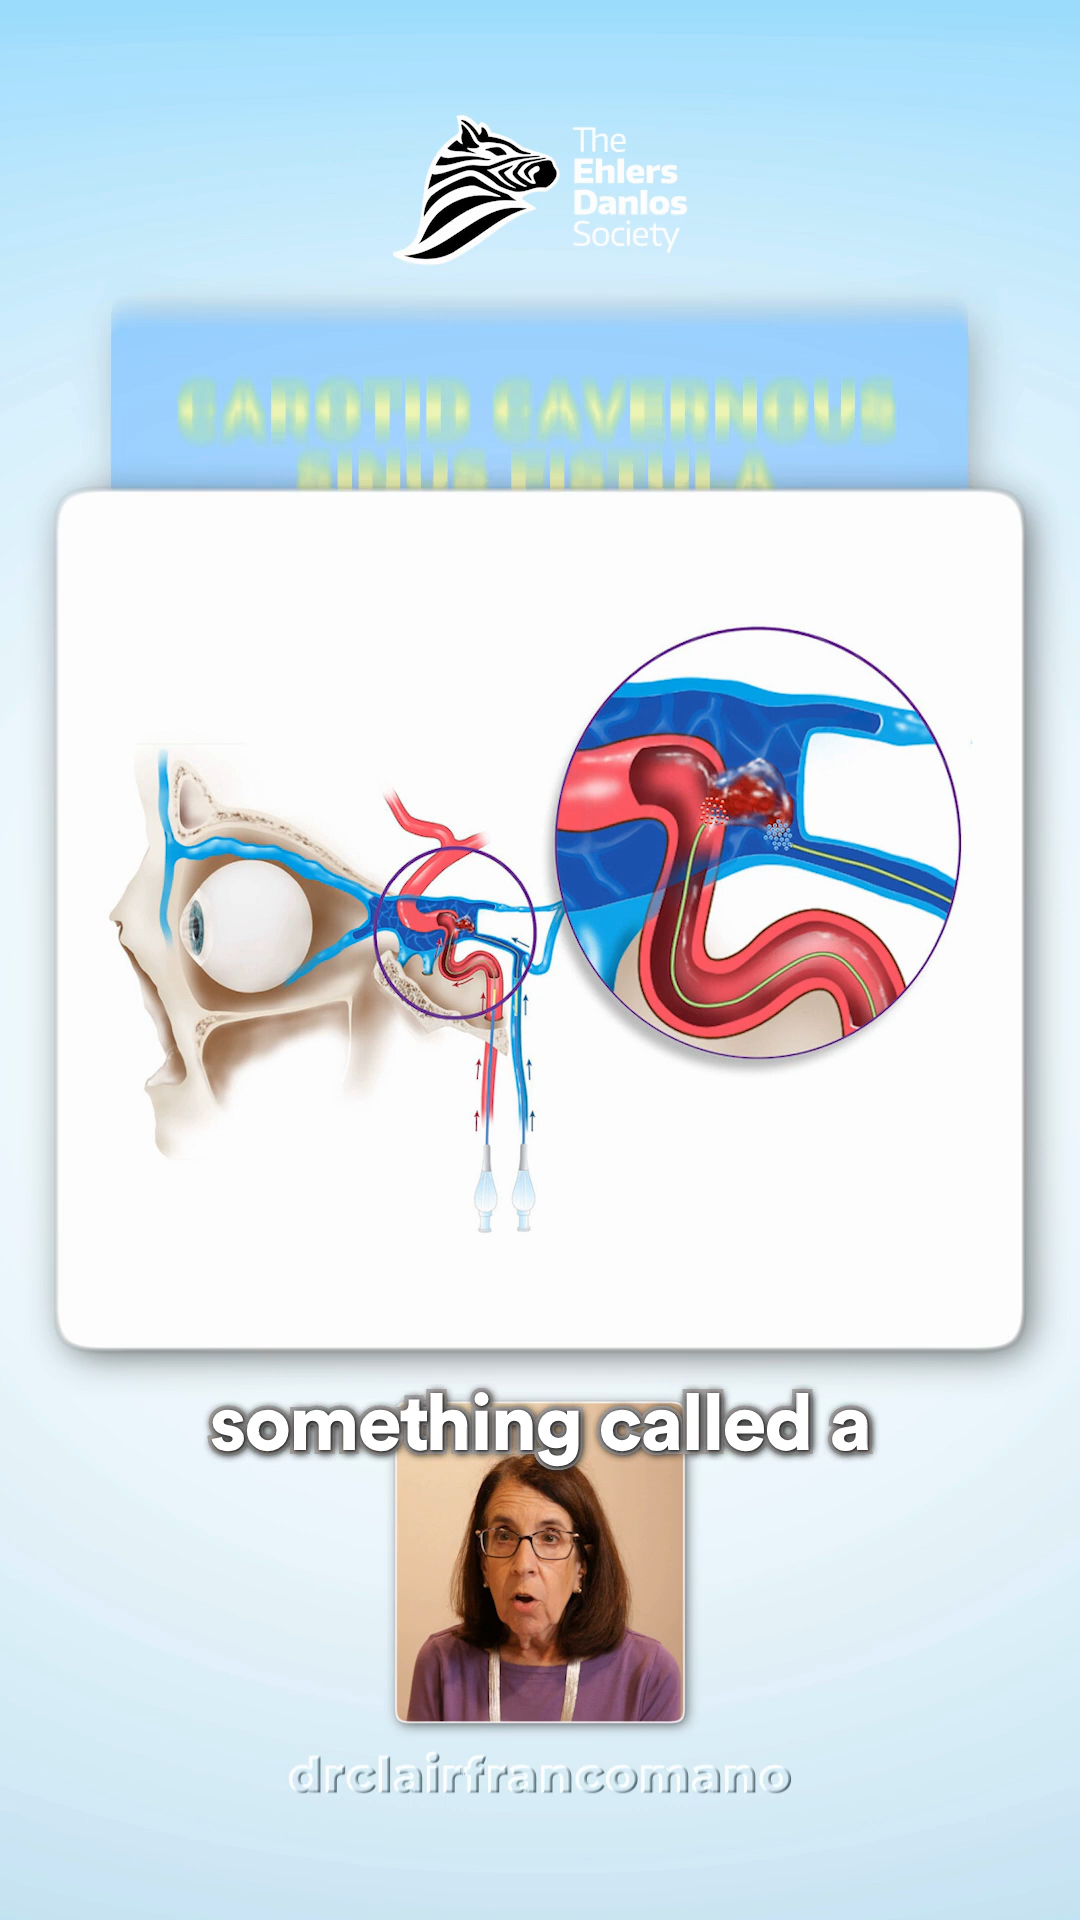 The
Ehlers
Danlos
Society
CAROTID CAVERNOUS
SINUS FISTULA
something called a
drclairfrancomano